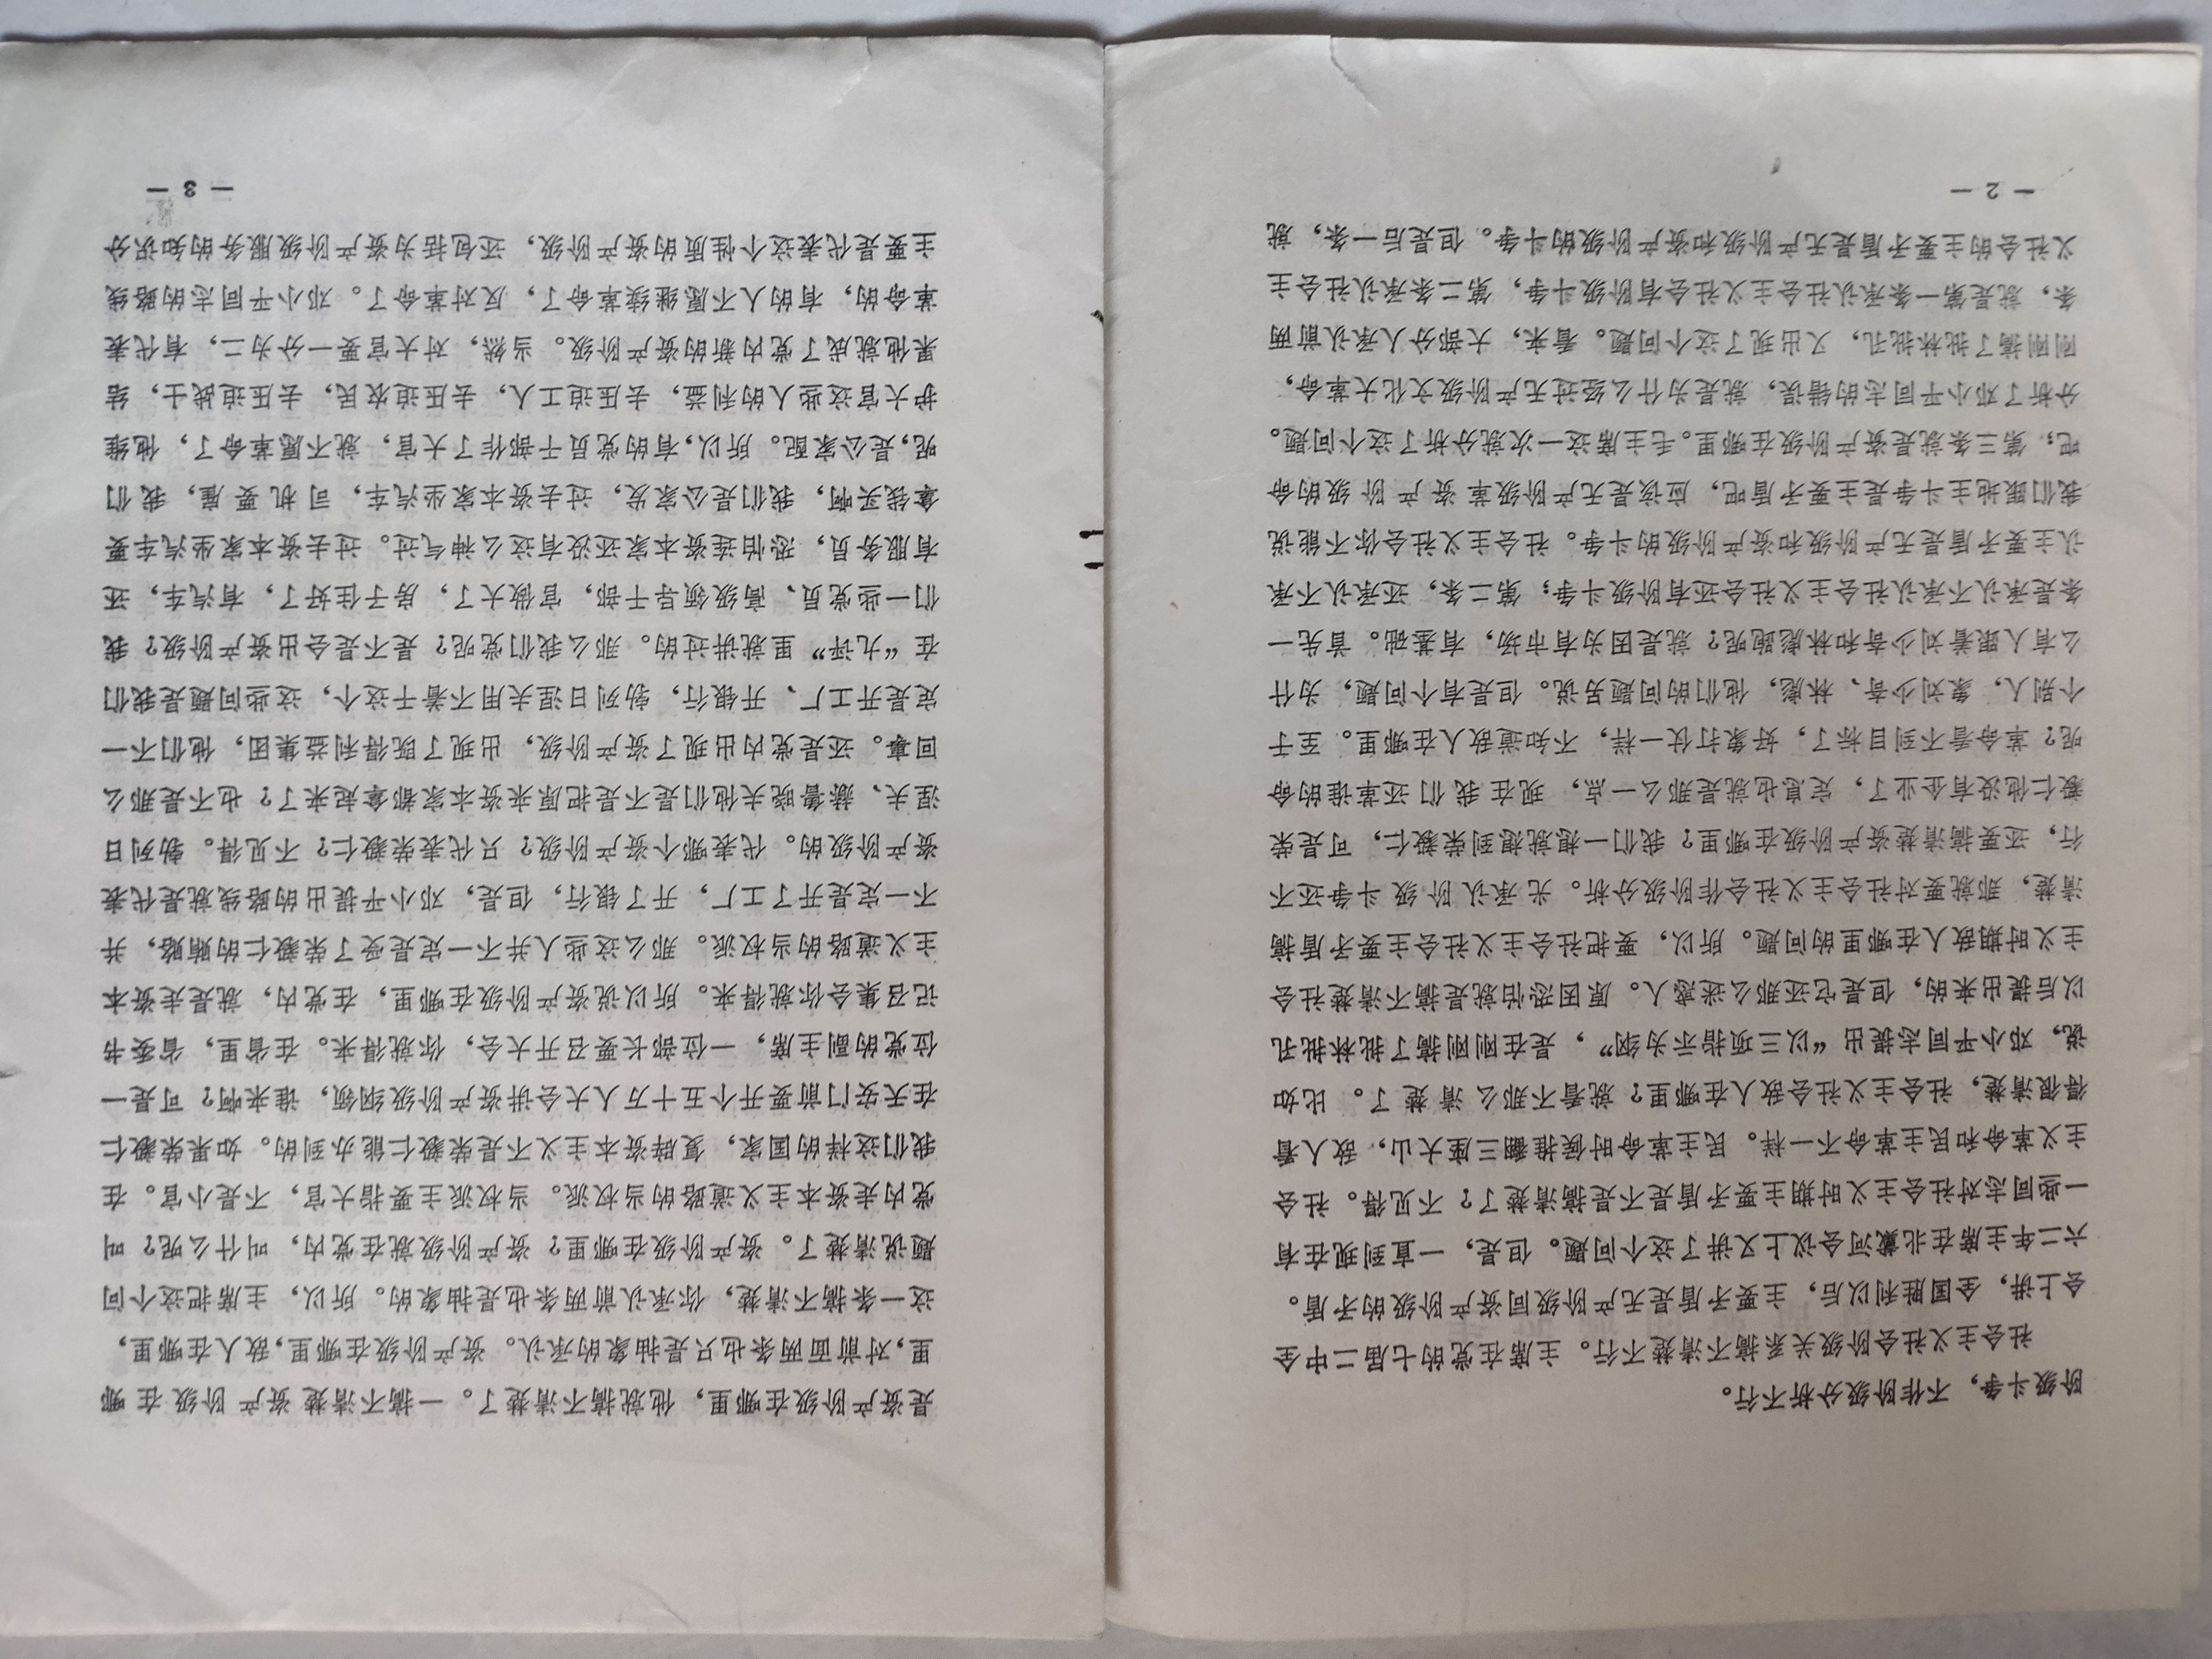 阶级斗争，不作阶级分析不行。
社会主义社会阶级关系搞不清楚不行。主席在党的七届二中全
会上讲，全国胜利以后，主要矛盾是无产阶级同资产阶级的矛盾。
六二年主席在北戴河会议上又讲了这个问题。但是，一直到现在有
一些同志对社会主义时期主要矛盾是不是搞清楚了？不见得。社会
主义革命和民主革命不一样。民主革命时候推翻三座大山，敌人看
得很清楚，社会主义社会敌人在哪里？就看不那么清楚了。比如
说，邓小平同志提出“以三项指示为纲”，是在刚刚搞了批林批孔
以后提出来的，但是它还那么迷惑人。原因恐怕就是搞不清楚社会
主义时期敌人在哪里的问题。所以，要把社会主义社会主要矛盾搞
清楚，那就要对社会主义社会作阶级分析。光承认阶级斗争还不
行，还要搞清楚资产阶级在哪里？我们一想就想到荣毅仁，可是荣
毅仁他没有企业了，定息也就是那么一点，现在我们还革谁的命
呢？革命看不到目标了，好象打仗一样，不知道敌人在哪里。至于
个别人，象刘少奇、林彪，他们的问题另说。但是有个问题，为什
么有人跟着刘少奇和林彪跑呢？就是因为有市场，有基础。首先一
条是承认不承认社会主义社会还有阶级斗争；第二条，还承认不承
认主要矛盾是无产阶级和资产阶级的斗争。社会主义社会你不能说
我们跟地主斗争是主要矛盾吧，应该是无产阶级革资产阶级的命
吧，第三条就是资产阶级在哪里。毛主席这一次就分析了这个问题。
分析了邓小平同志的错误，就是为什么经过无产阶级文化大革命，
刚刚搞了批林批孔，又出现了这个问题。看来，大部分人承认前两
条，就是第一条承认社会主义社会有阶级斗争，第二条承认社会主
义社会的主要矛盾是无产阶级和资产阶级的斗争。但是后一条，就
— 2 —
是资产阶级在哪里，他就搞不清楚了。一搞不清楚资产阶级在哪
里，对前面两条也只是抽象的承认。资产阶级在哪里，敌人在哪里，
这一条搞不清楚，你承认前两条也是抽象的。所以，主席把这个问
题说清楚了。资产阶级在哪里？资产阶级就在党内，叫什么呢？叫
党内走资本主义道路的当权派。当权派主要指大官，不是小官。在
我们这样的国家，复辟资本主义不是荣毅仁能办到的。如果荣毅仁
在天安门前要开个五十万人大会讲资产阶级纲领，谁来啊？可是一
位党的副主席，一位部长要召开大会，你就得来。在省里，省委书
记召集会你就得来。所以说资产阶级在哪里，在党内，就是走资本
主义道路的当权派。那么这些人并不一定是受了荣毅仁的贿赂，并
不一定是开了工厂，开了银行，但是，邓小平提出的路线就是代表
资产阶级的。代表哪个资产阶级？只代表荣毅仁？不见得。勃列日
涅夫、赫鲁晓夫他们是不是把原来资本家都拿走来了？也不是那么
回事。还是党内出现了资产阶级，出现了既得利益集团，他们不一
定是开工厂、开银行，勃列日涅夫用不着干这个，这些问题是我们
在“九评”里就讲过的。那么我们党呢？是不是会出资产阶级？我
们一些党员、高级领导干部，官做大了，房子住好了，有汽车，还
有服务员，恐怕连资本家还没有这么神气过。过去资本家坐汽车要
拿钱买啊，我们是公家发，过去资本家坐汽车，司机要雇，我们
呢，是公家配。所以，有的党员干部作了大官，就不愿革命了，他维
护大官这些人的利益，去压迫工人，去压迫农民，去压迫战士，结
果他就成了党内新的资产阶级。当然，对大官要一分为二，有代表
革命的，有的人不愿继续革命了，反对革命了。邓小平同志的路线
主要是代表这个性质的资产阶级，还包括为资产阶级服务的知识分
— 3 —